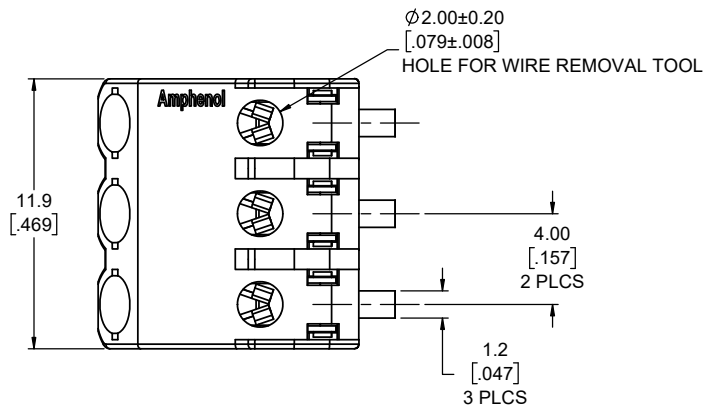 Ø2.00±0.20
[.079±.008]
HOLE FOR WIRE REMOVAL TOOL
Amphenol
11.9
[.469]
4.00
[.157]
2 PLCS
1.2
[.047]
3 PLCS